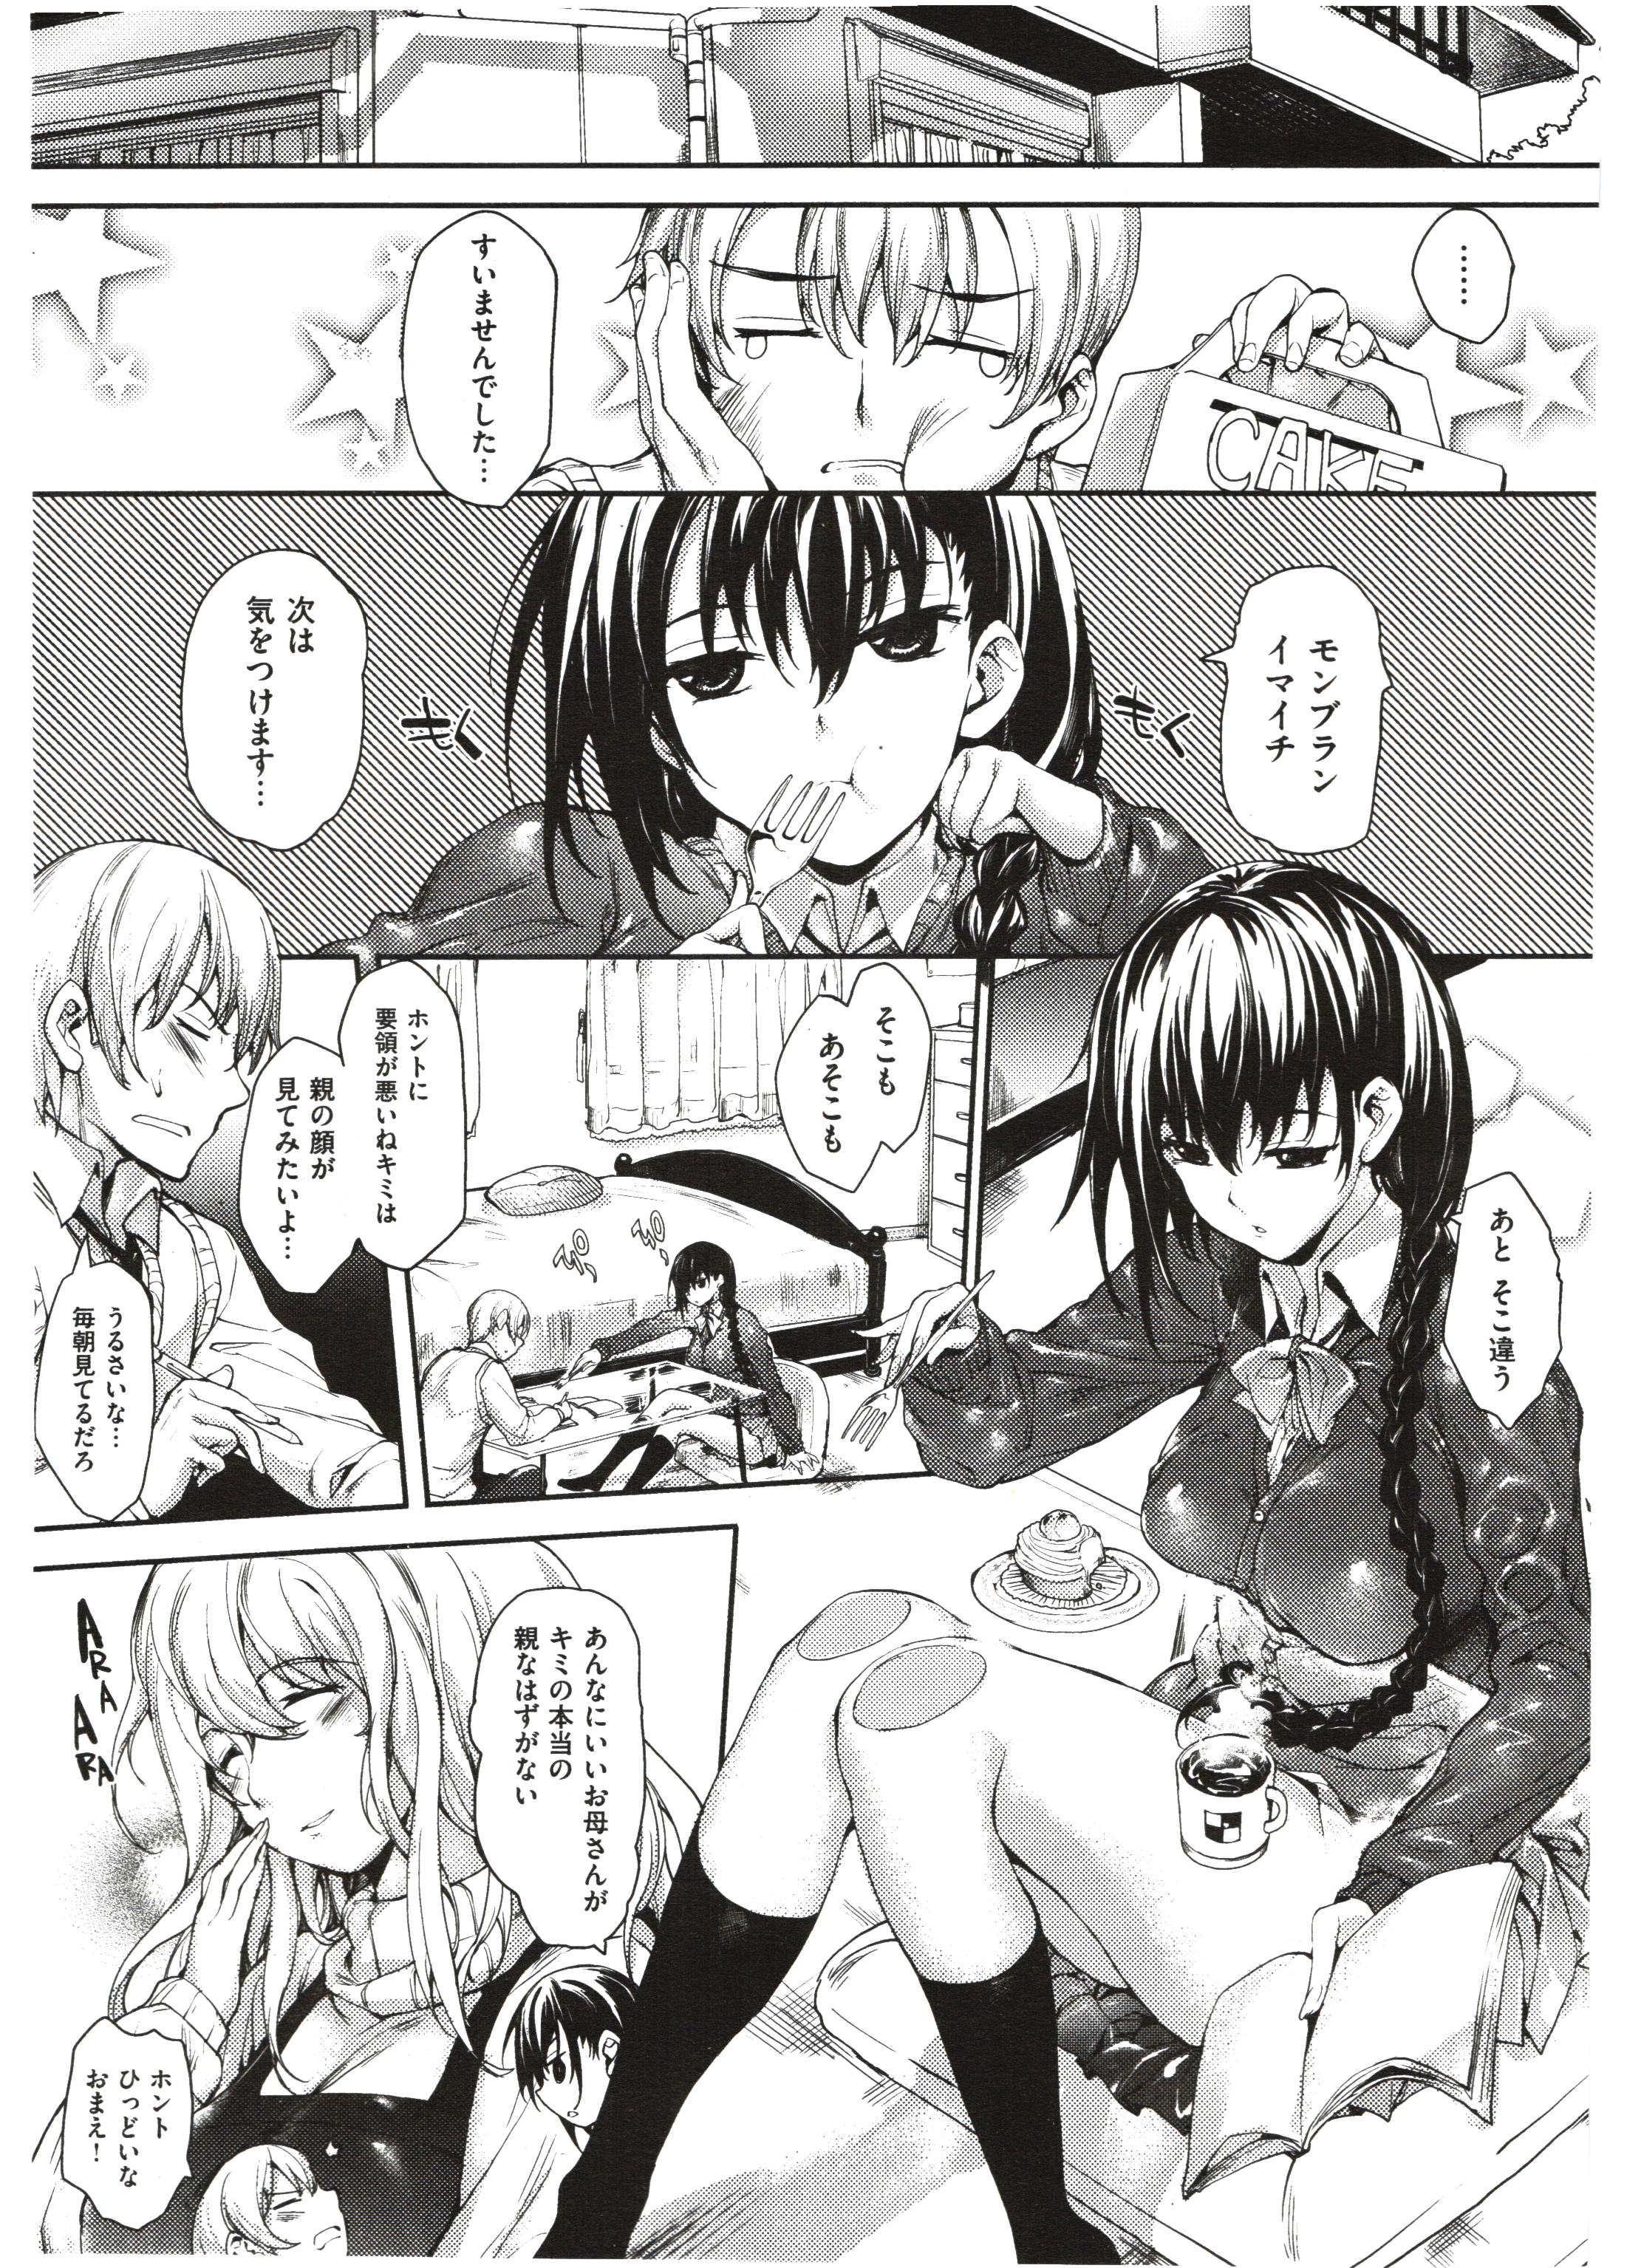 ……
CAKE
すいませんでした…
モンブラン
イマイチ
もく
もく
次は
気をつけます…
あと そこ違う
そこも
あそこも
ホントに
要領が悪いねキミは
親の顔が
見てみたいよ…
うるさいな…
毎朝見てるだろ
あんなにいいお母さんが
キミの本当の
親なはずがない
ARA
ARA
ホント
ひっどいな
おまえ!